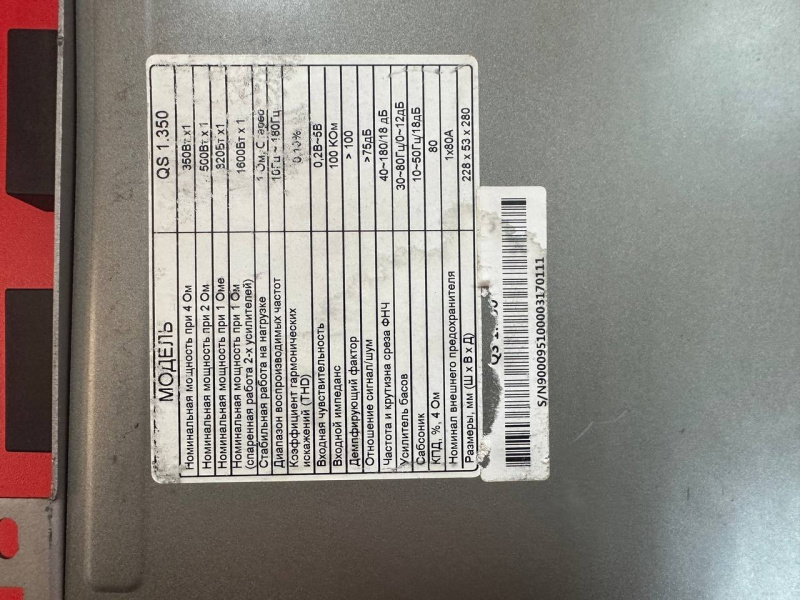 МОДЕЛЬ QS 1.350
Номинальная мощность при 4 Ом 350Вт x1
Номинальная мощность при 2 Ом 500Вт x 1
Номинальная мощность при 1 Оме 820Вт x1
Номинальная мощность при 1 Ом 1600Вт x 1
(спаренная работа 2-х усилителей)
Стабильная работа на нагрузке 1 Ом,
Диапазон воспроизводимых частот 10Гц ~ 180Гц
Коэффициент гармонических
искажений (THD) 0,10%
Входная чувствительность 0,2В~5В
Входной импеданс 100 КОм
Демпфирующий фактор > 100
Отношение сигнал/шум >75дБ
Частота и крутизна среза ФНЧ 40~180/18 дБ
Усилитель басов 30~80Гц/0~12дБ
Сабсоник 10~50Гц/18дБ
КПД, %, 4 Ом 80
Номинал внешнего предохранителя 1x80А
Размеры, мм (Ш x В x Д) 228 x 53 x 280
S/N9000951000003170111